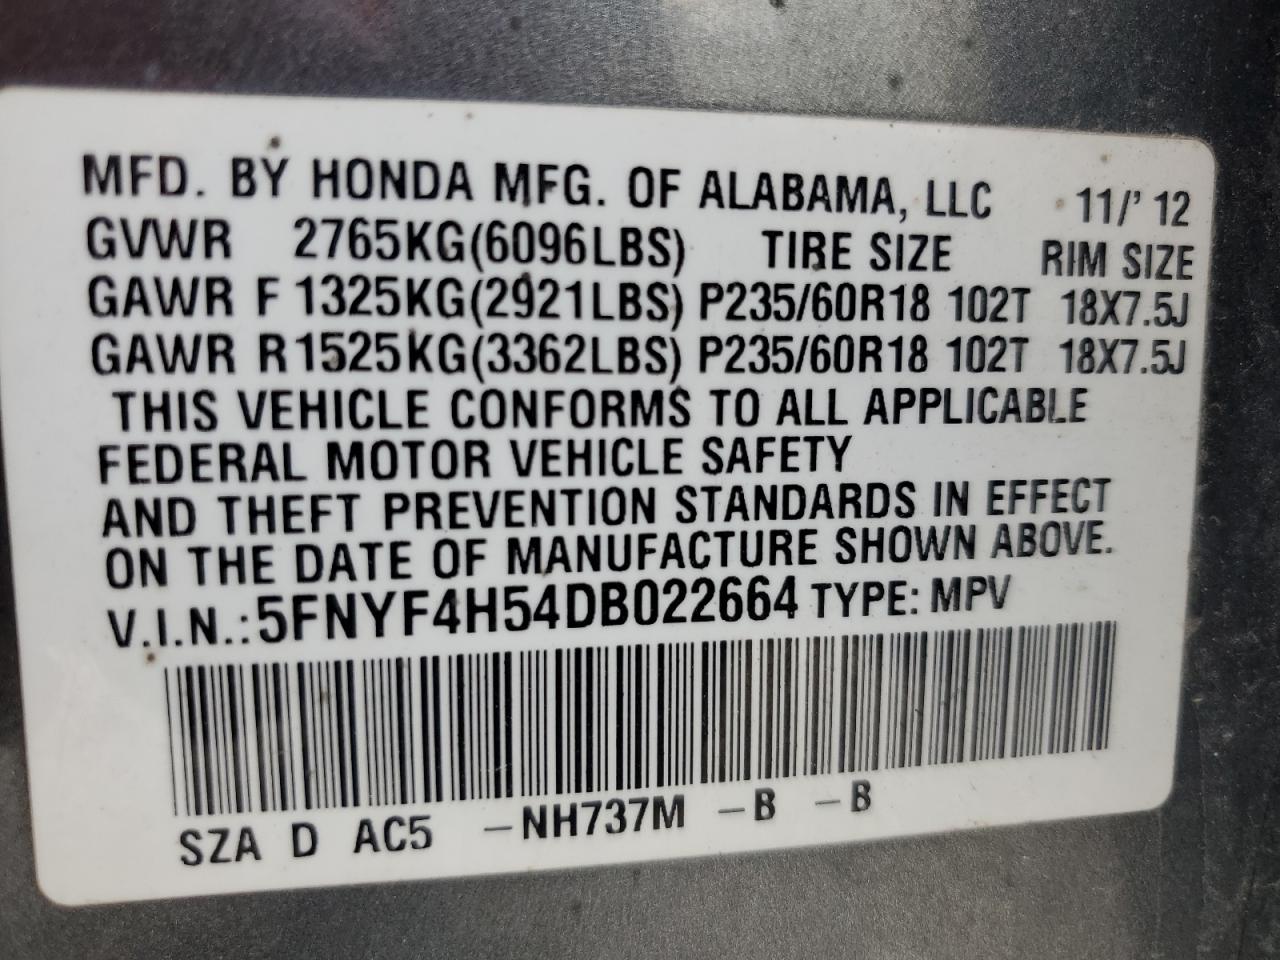 MFD. BY HONDA MFG. OF ALABAMA, LLC 11/'12
GVWR 2765KG(6096LBS) TIRE SIZE RIM SIZE
GAWR F 1325KG(2921LBS) P235/60R18 102T 18X7.5J
GAWR R 1525KG(3362LBS) P235/60R18 102T 18X7.5J
THIS VEHICLE CONFORMS TO ALL APPLICABLE
FEDERAL MOTOR VEHICLE SAFETY
AND THEFT PREVENTION STANDARDS IN EFFECT
ON THE DATE OF MANUFACTURE SHOWN ABOVE.
V.I.N.:5FNYF4H54DB022664 TYPE: MPV
SZA D AC5 –NH737M –B –B